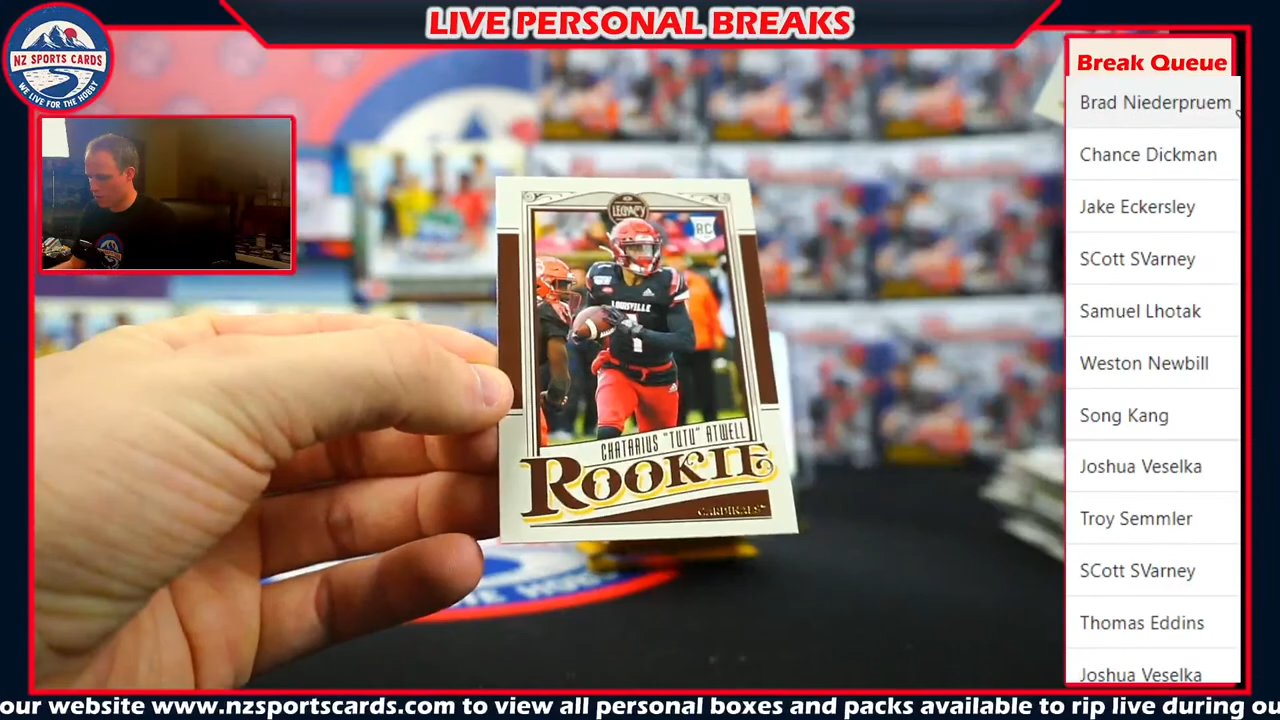 LIVE PERSONAL BREAKS
NZ SPORTS CARDS
WE LIVE FOR THE HOBBY
Break Queue
Brad Niederpruem
Chance Dickman
Jake Eckersley
SCott SVarney
Samuel Lhotak
Weston Newbill
Song Kang
Joshua Veselka
Troy Semmler
SCott SVarney
Thomas Eddins
Joshua Veselka
LEGACY
RC
LOUISVILLE
1
CHATARIUS "TUTU" ATWELL
ROOKIE
CARDINALS
WE HOB
our website www.nzsportscards.com to view all personal boxes and packs available to rip live during ou